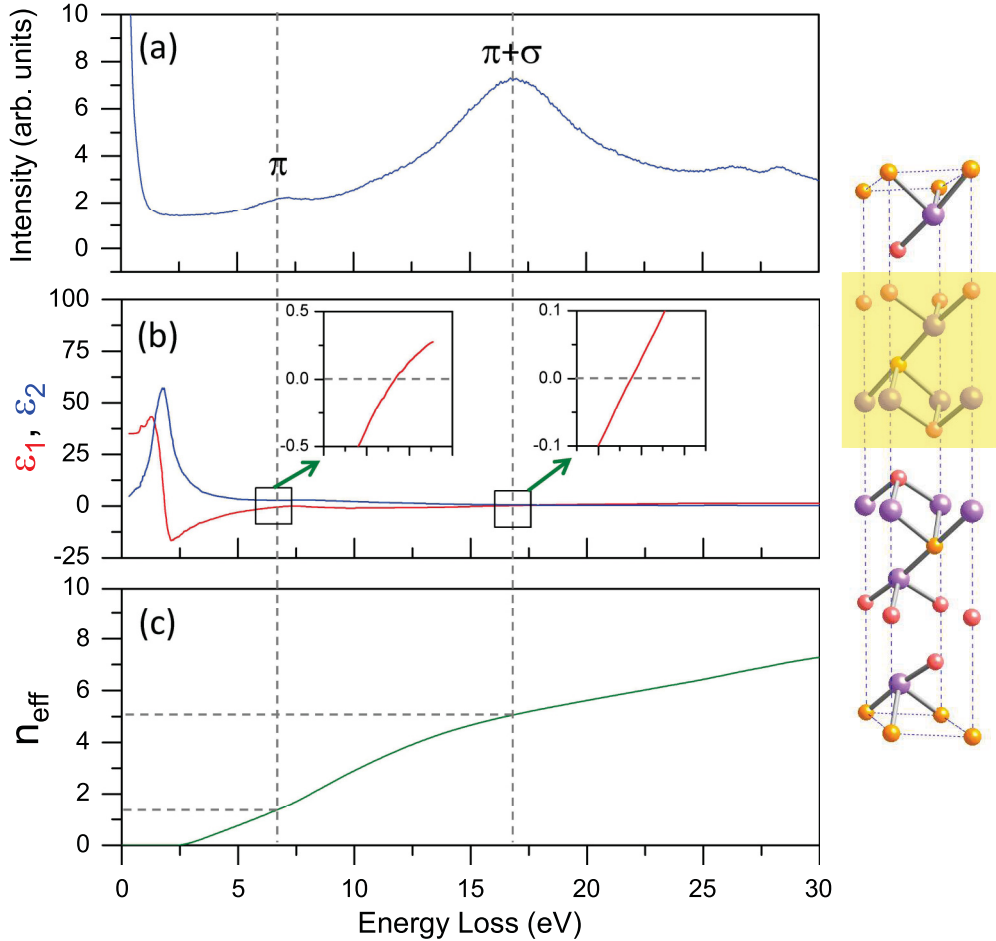 10
8
6
4
2
0
Intensity (arb. units)
(a)
π
π+σ
100
75
50
25
0
-25
ε1, ε2
(b)
0.5
0.0
-0.5
0.1
0.0
-0.1
10
8
6
4
2
0
neff
(c)
0 5 10 15 20 25 30
Energy Loss (eV)